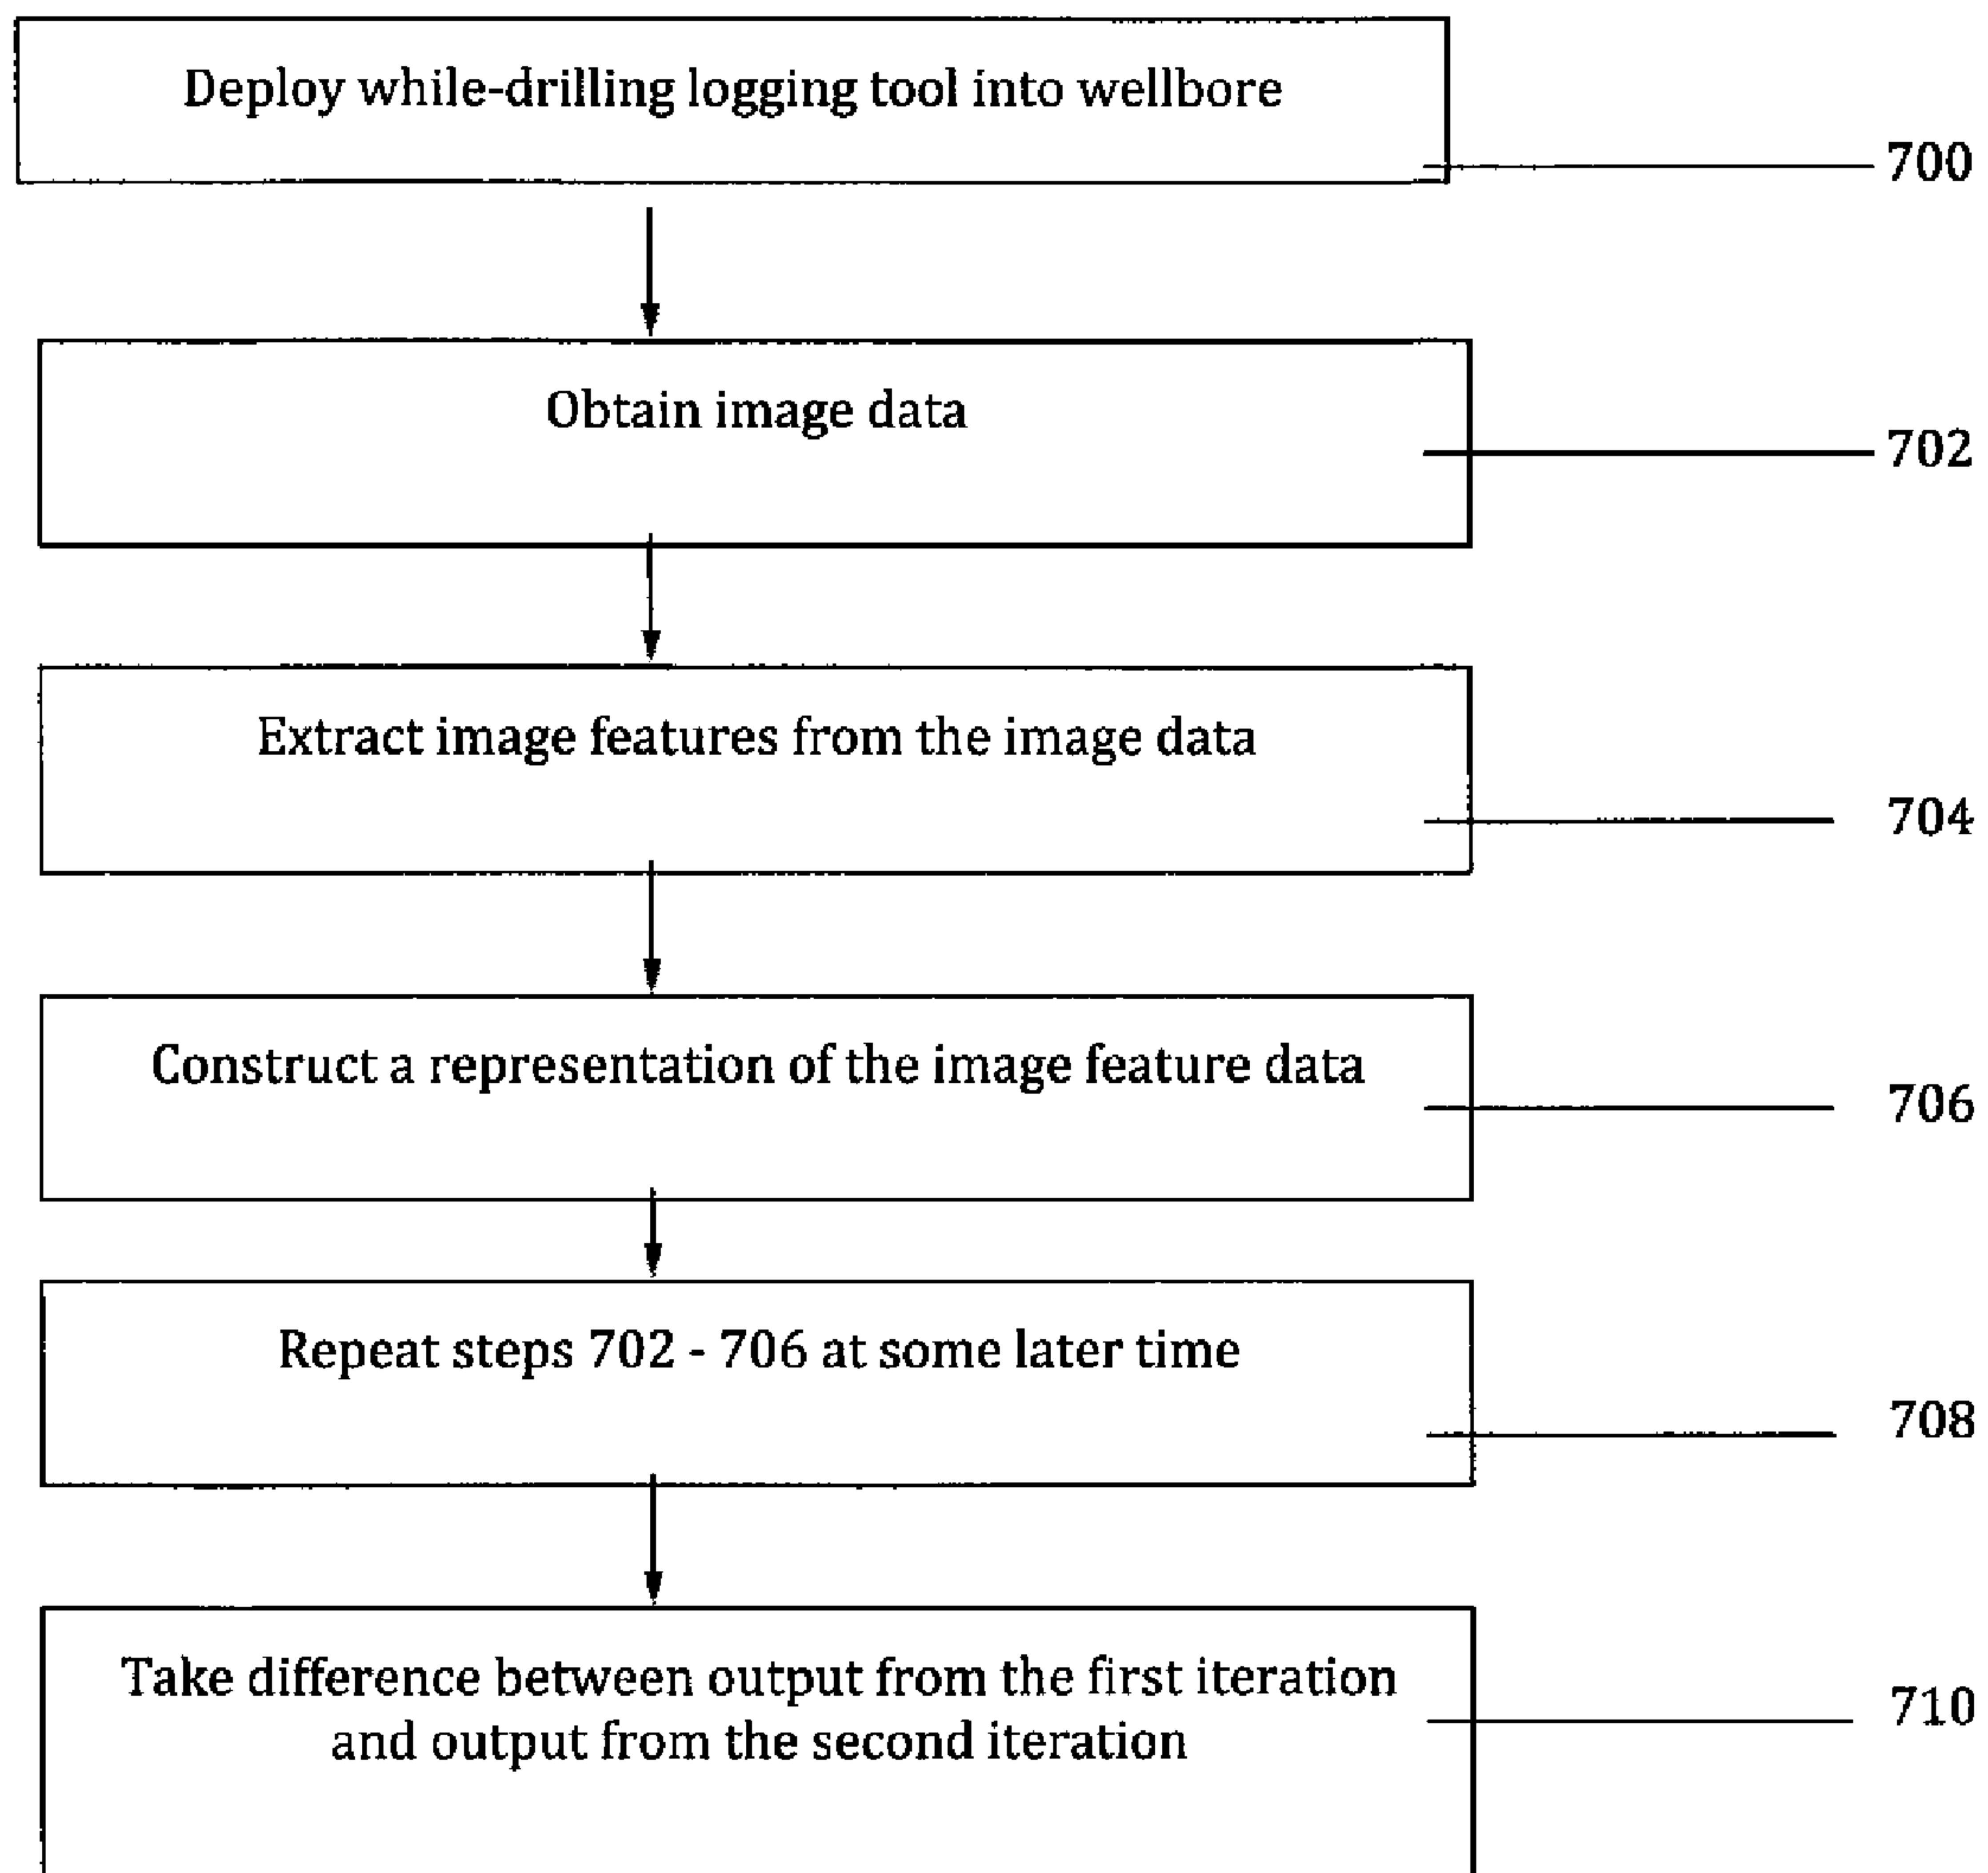 Deploy while-drilling logging tool into wellbore
700
Obtain image data
702
Extract image features from the image data
704
Construct a representation of the image feature data
706
Repeat steps 702 - 706 at some later time
708
Take difference between output from the first iteration
and output from the second iteration
710